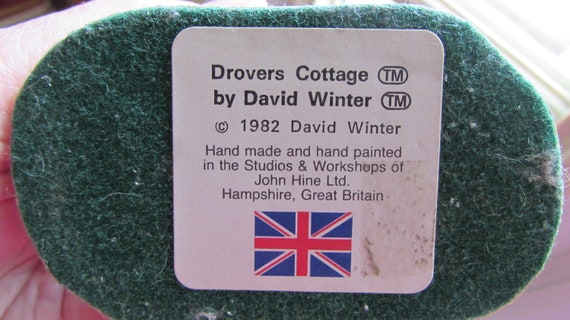 Drovers Cottage TM
by David Winter TM
© 1982 David Winter
Hand made and hand painted
in the Studios & Workshops of
John Hine Ltd.
Hampshire, Great Britain